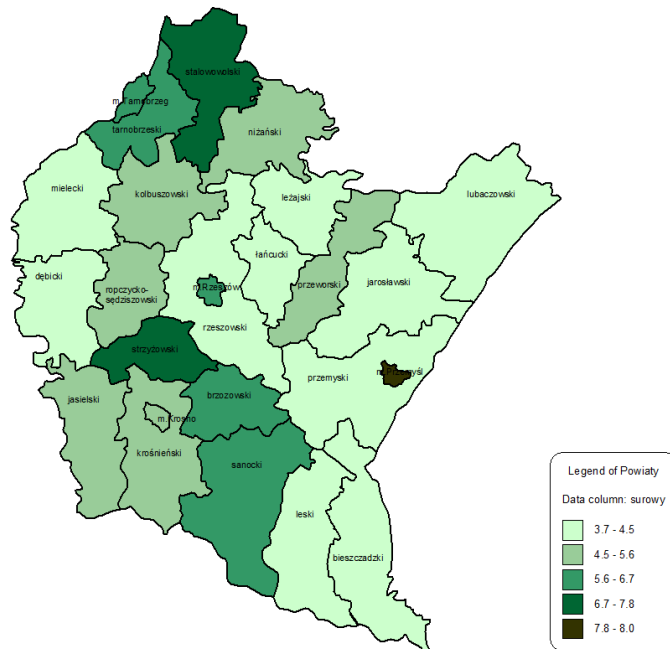 stalowowolski
m.Tarnobrzeg
tarnobrzeski
niżański
mielecki
kolbuszowski
leżajski
lubaczowski
łańcucki
dębicki
ropczycko-
sędziszowski
m.Rzeszów
przeworski
jarosławski
rzeszowski
strzyżowski
przemyski
m.Przemyśl
jasielski
brzozowski
m.Krosno
krośnieński
sanocki
leski
bieszczadzki
Legend of Powiaty
Data column: surowy
3.7 - 4.5
4.5 - 5.6
5.6 - 6.7
6.7 - 7.8
7.8 - 8.0